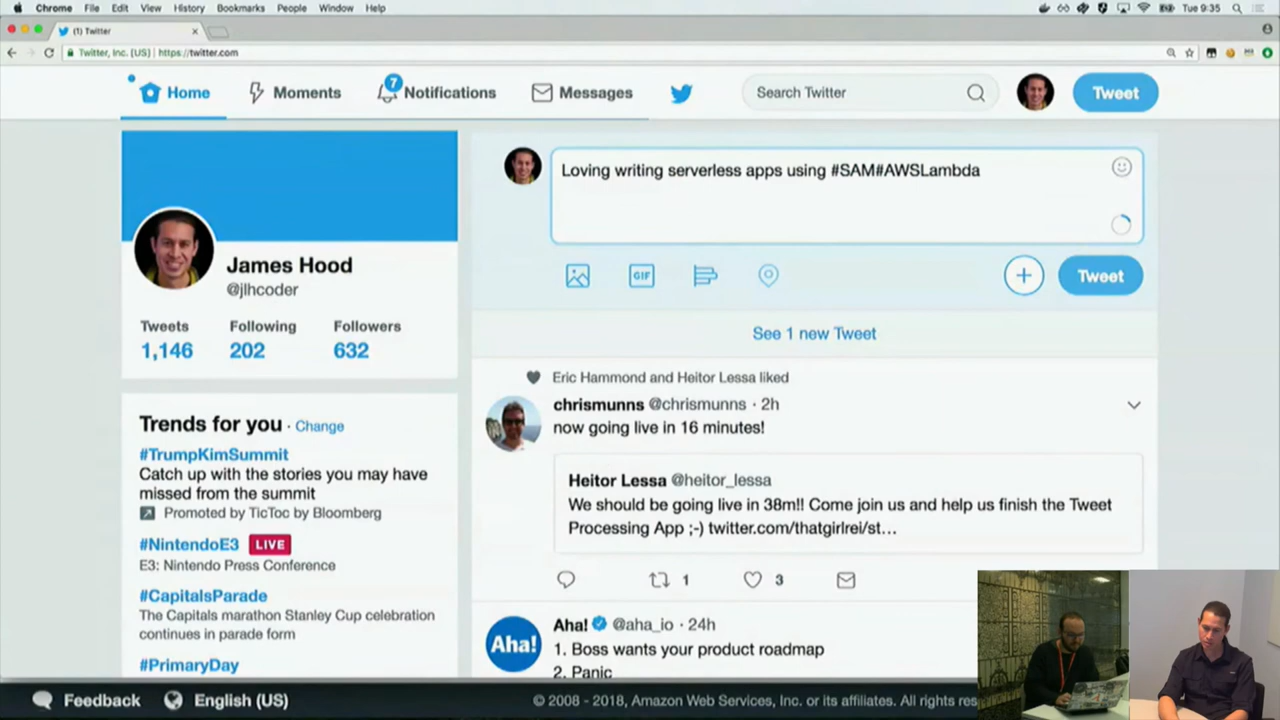 Chrome File Edit View History Bookmarks People Window Help Tue 9:35
(1) Twitter
Twitter, Inc. [US] https://twitter.com
Home Moments 7 Notifications Messages Search Twitter Tweet
Loving writing serverless apps using #SAM#AWSLambda
James Hood
@jlhcoder
GIF Tweet
Tweets Following Followers
1,146 202 632
See 1 new Tweet
Eric Hammond and Heitor Lessa liked
chrismunns @chrismunns · 2h
now going live in 16 minutes!
Trends for you · Change
#TrumpKimSummit
Catch up with the stories you may have
missed from the summit
Promoted by TicToc by Bloomberg
Heitor Lessa @heitor_lessa
We should be going live in 38m!! Come join us and help us finish the Tweet
Processing App ;-) twitter.com/thatgirlrei/st…
#NintendoE3 LIVE
E3: Nintendo Press Conference
1 3
#CapitalsParade
The Capitals marathon Stanley Cup celebration
continues in parade form
#PrimaryDay
Aha! Aha! @aha_io · 24h
1. Boss wants your product roadmap
2. Panic
Feedback English (US) © 2008 - 2018, Amazon Web Services, Inc. or its affiliates. All rights